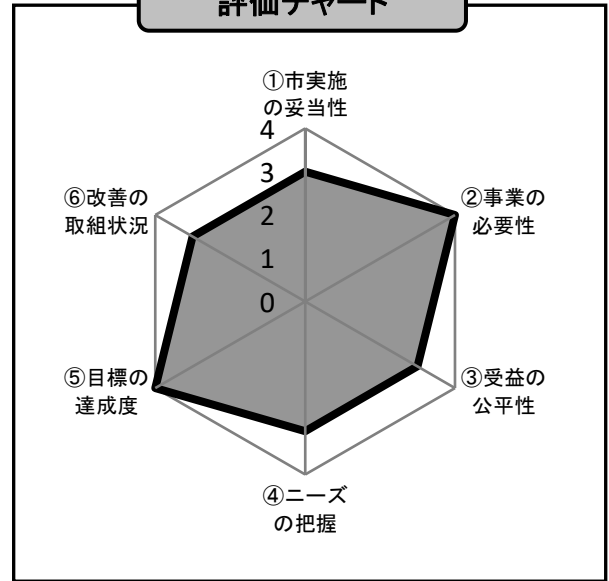 評価チャート
①市実施
の妥当性
4
3
2
1
0
②事業の
必要性
③受益の
公平性
④ニーズ
の把握
⑤目標の
達成度
⑥改善の
取組状況